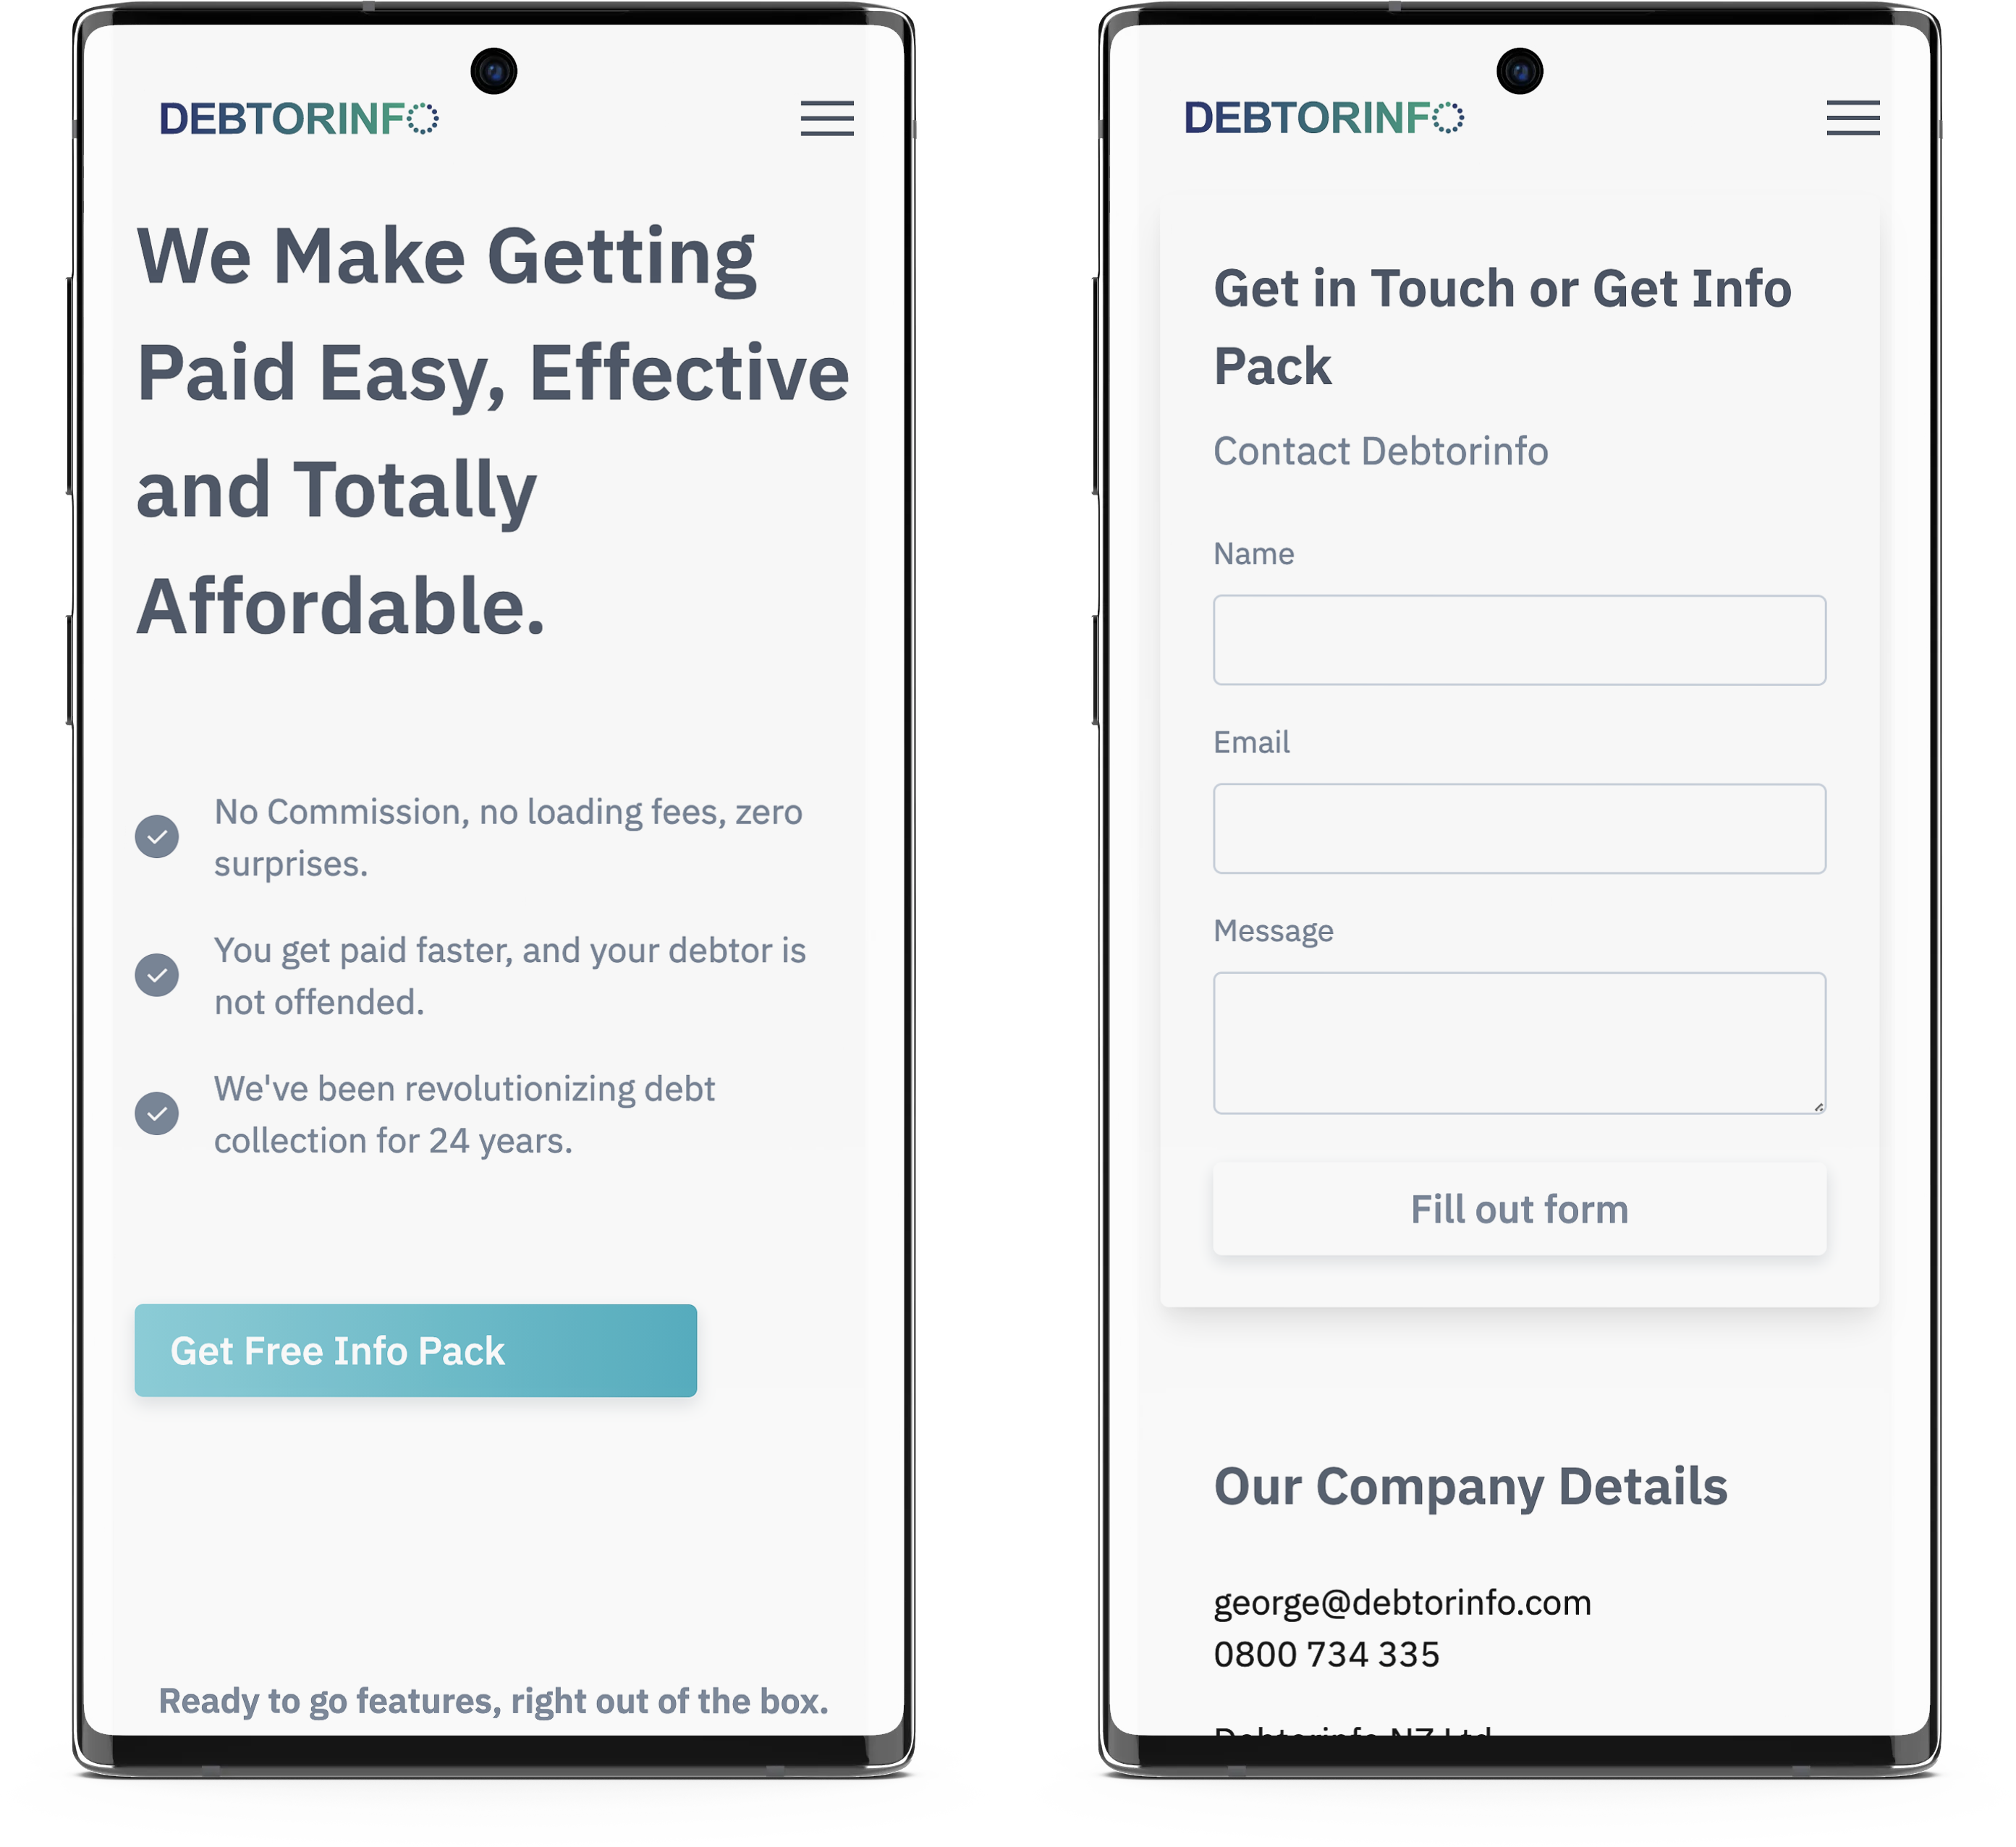 DEBTORINFO
We Make Getting
Paid Easy, Effective
and Totally
Affordable.
No Commission, no loading fees, zero
surprises.
You get paid faster, and your debtor is
not offended.
We've been revolutionizing debt
collection for 24 years.
Get Free Info Pack
Ready to go features, right out of the box.
DEBTORINFO
Get in Touch or Get Info
Pack
Contact Debtorinfo
Name
Email
Message
Fill out form
Our Company Details
george@debtorinfo.com
0800 734 335
Debtorinfo NZ Ltd